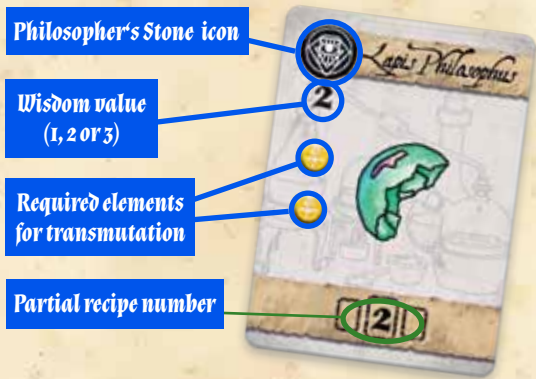 Philosopher's Stone icon
Lapis Philosophus
Wisdom value
(1, 2 or 3)
2
Required elements
for transmutation
Partial recipe number
2